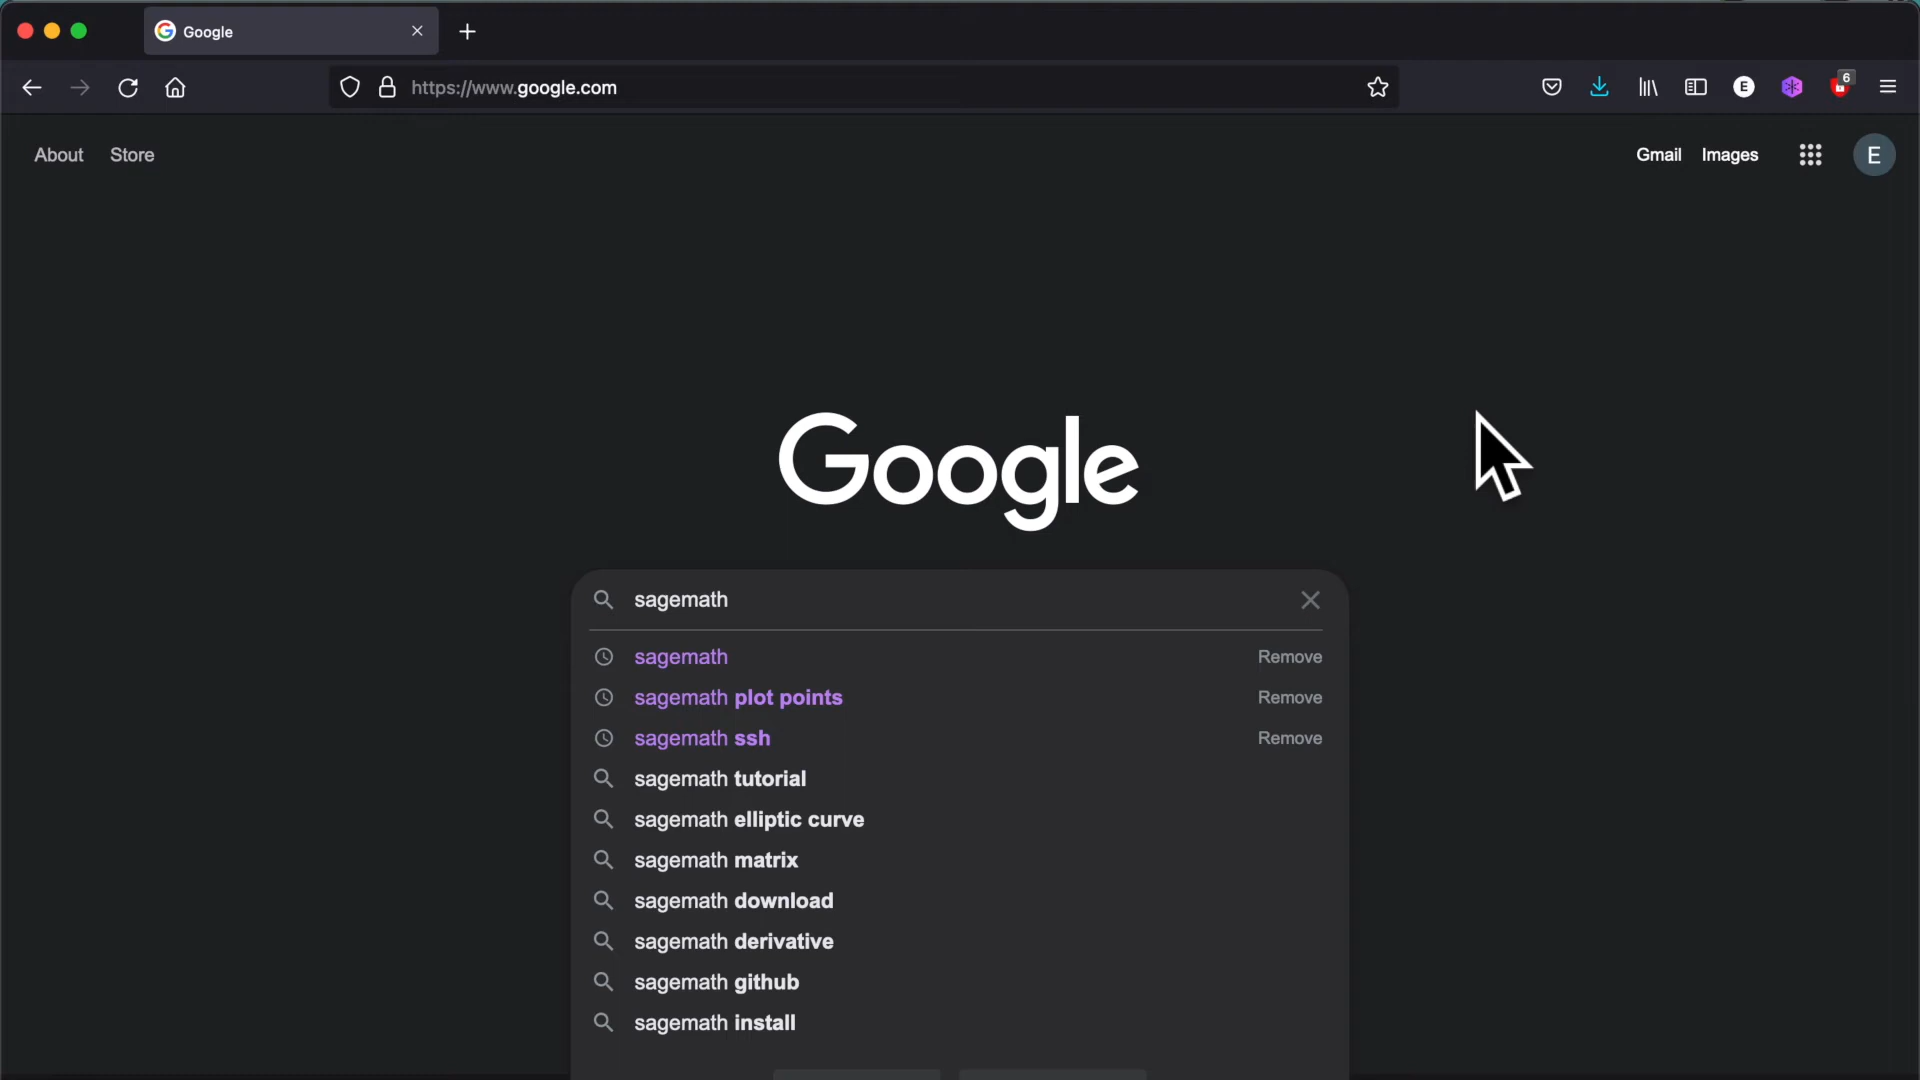 Google
https://www.google.com
E
6
About Store
Gmail Images
E
Google
sagemath
sagemath Remove
sagemath plot points Remove
sagemath ssh Remove
sagemath tutorial
sagemath elliptic curve
sagemath matrix
sagemath download
sagemath derivative
sagemath github
sagemath install